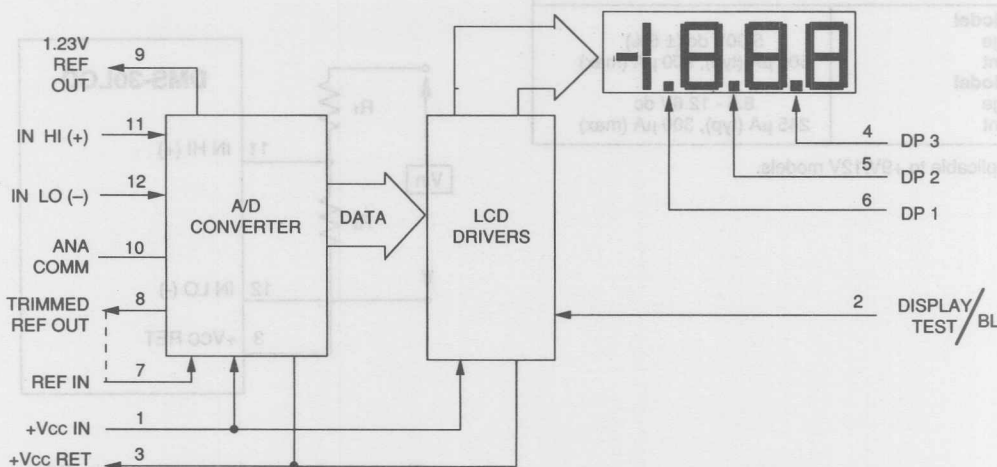 -1.8.8.0
1.23V
REF
OUT
9
IN HI (+)
11
IN LO (–)
12
ANA
COMM
10
TRIMMED
REF OUT
8
REF IN
7
+Vcc IN
1
+Vcc RET
3
A/D
CONVERTER
DATA
LCD
DRIVERS
4
DP 3
5
DP 2
6
DP 1
2
DISPLAY
TEST/BL